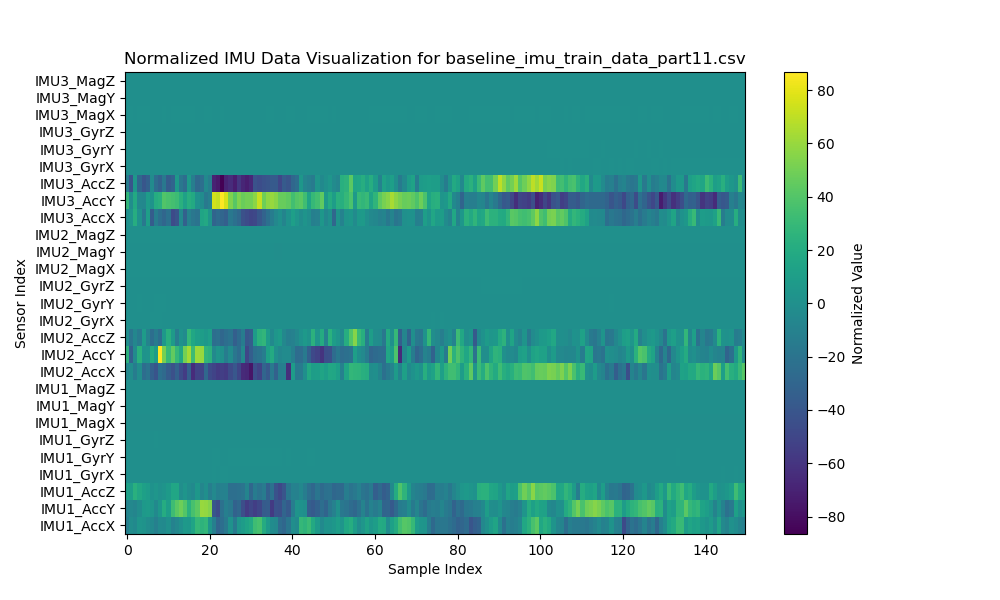 Normalized IMU Data Visualization for baseline_imu_train_data_part11.csv
IMU3_MagZ
IMU3_MagY
IMU3_MagX
IMU3_GyrZ
IMU3_GyrY
IMU3_GyrX
IMU3_AccZ
IMU3_AccY
IMU3_AccX
IMU2_MagZ
IMU2_MagY
IMU2_MagX
IMU2_GyrZ
IMU2_GyrY
IMU2_GyrX
IMU2_AccZ
IMU2_AccY
IMU2_AccX
IMU1_MagZ
IMU1_MagY
IMU1_MagX
IMU1_GyrZ
IMU1_GyrY
IMU1_GyrX
IMU1_AccZ
IMU1_AccY
IMU1_AccX
Sensor Index
0 20 40 60 80 100 120 140
Sample Index
80
60
40
20
0
−20
−40
−60
−80
Normalized Value